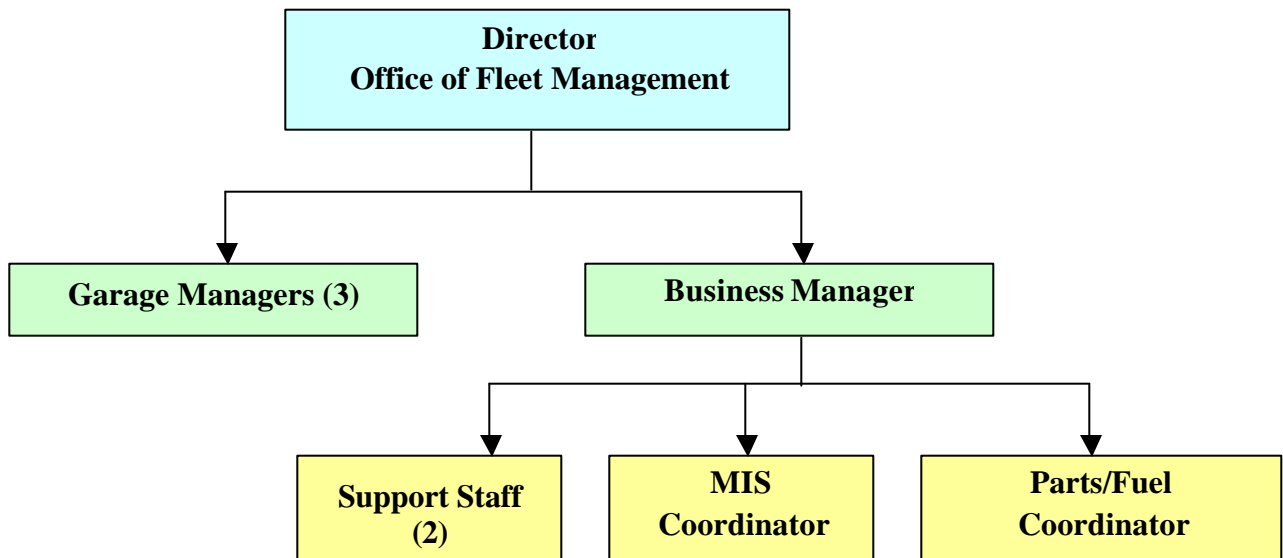 Director
Office of Fleet Management
Garage Managers (3)
Business Manager
Support Staff
(2)
MIS
Coordinator
Parts/Fuel
Coordinator